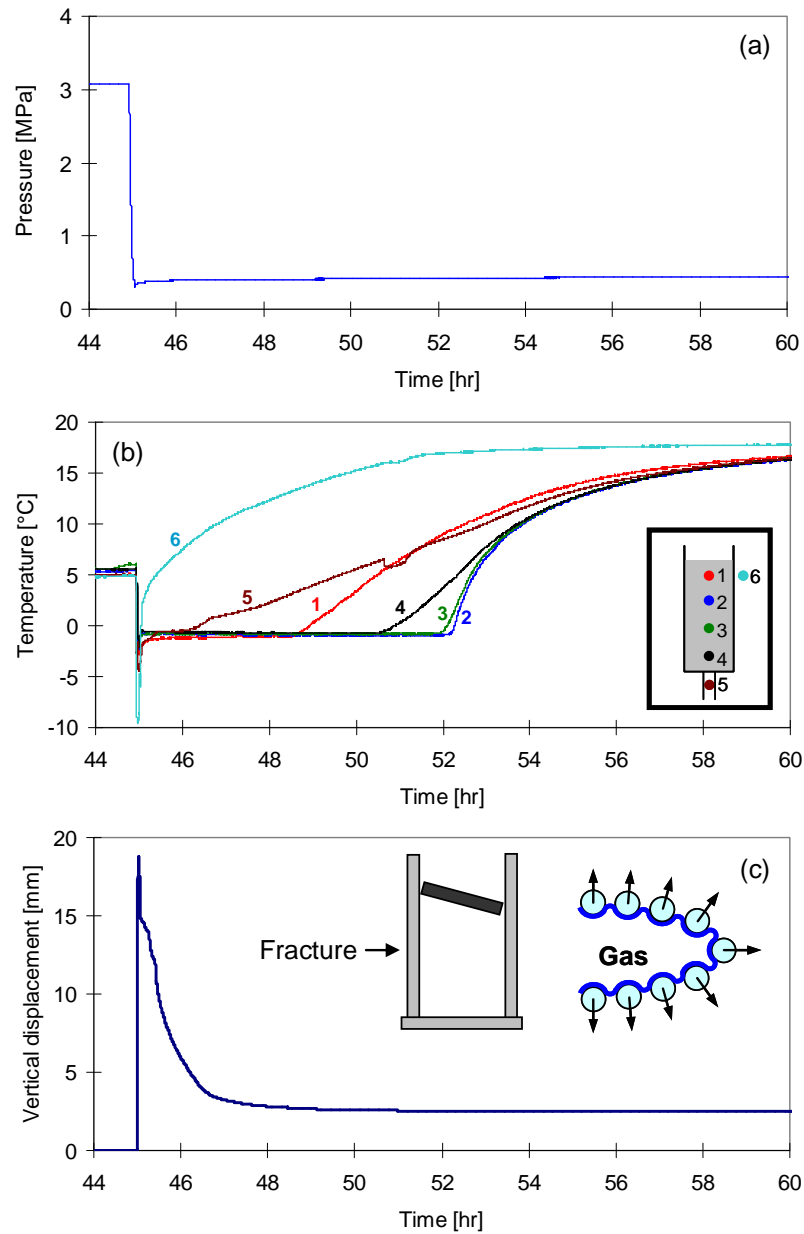 (a)
Pressure [MPa]
4
3
2
1
0
44 46 48 50 52 54 56 58 60
Time [hr]
(b)
Temperature [°C]
20
15
10
5
0
-5
-10
6
5
1
4
3
2
1 6
2
3
4
5
44 46 48 50 52 54 56 58 60
Time [hr]
(c)
Vertical displacement [mm]
20
15
10
5
0
Fracture
Gas
44 46 48 50 52 54 56 58 60
Time [hr]